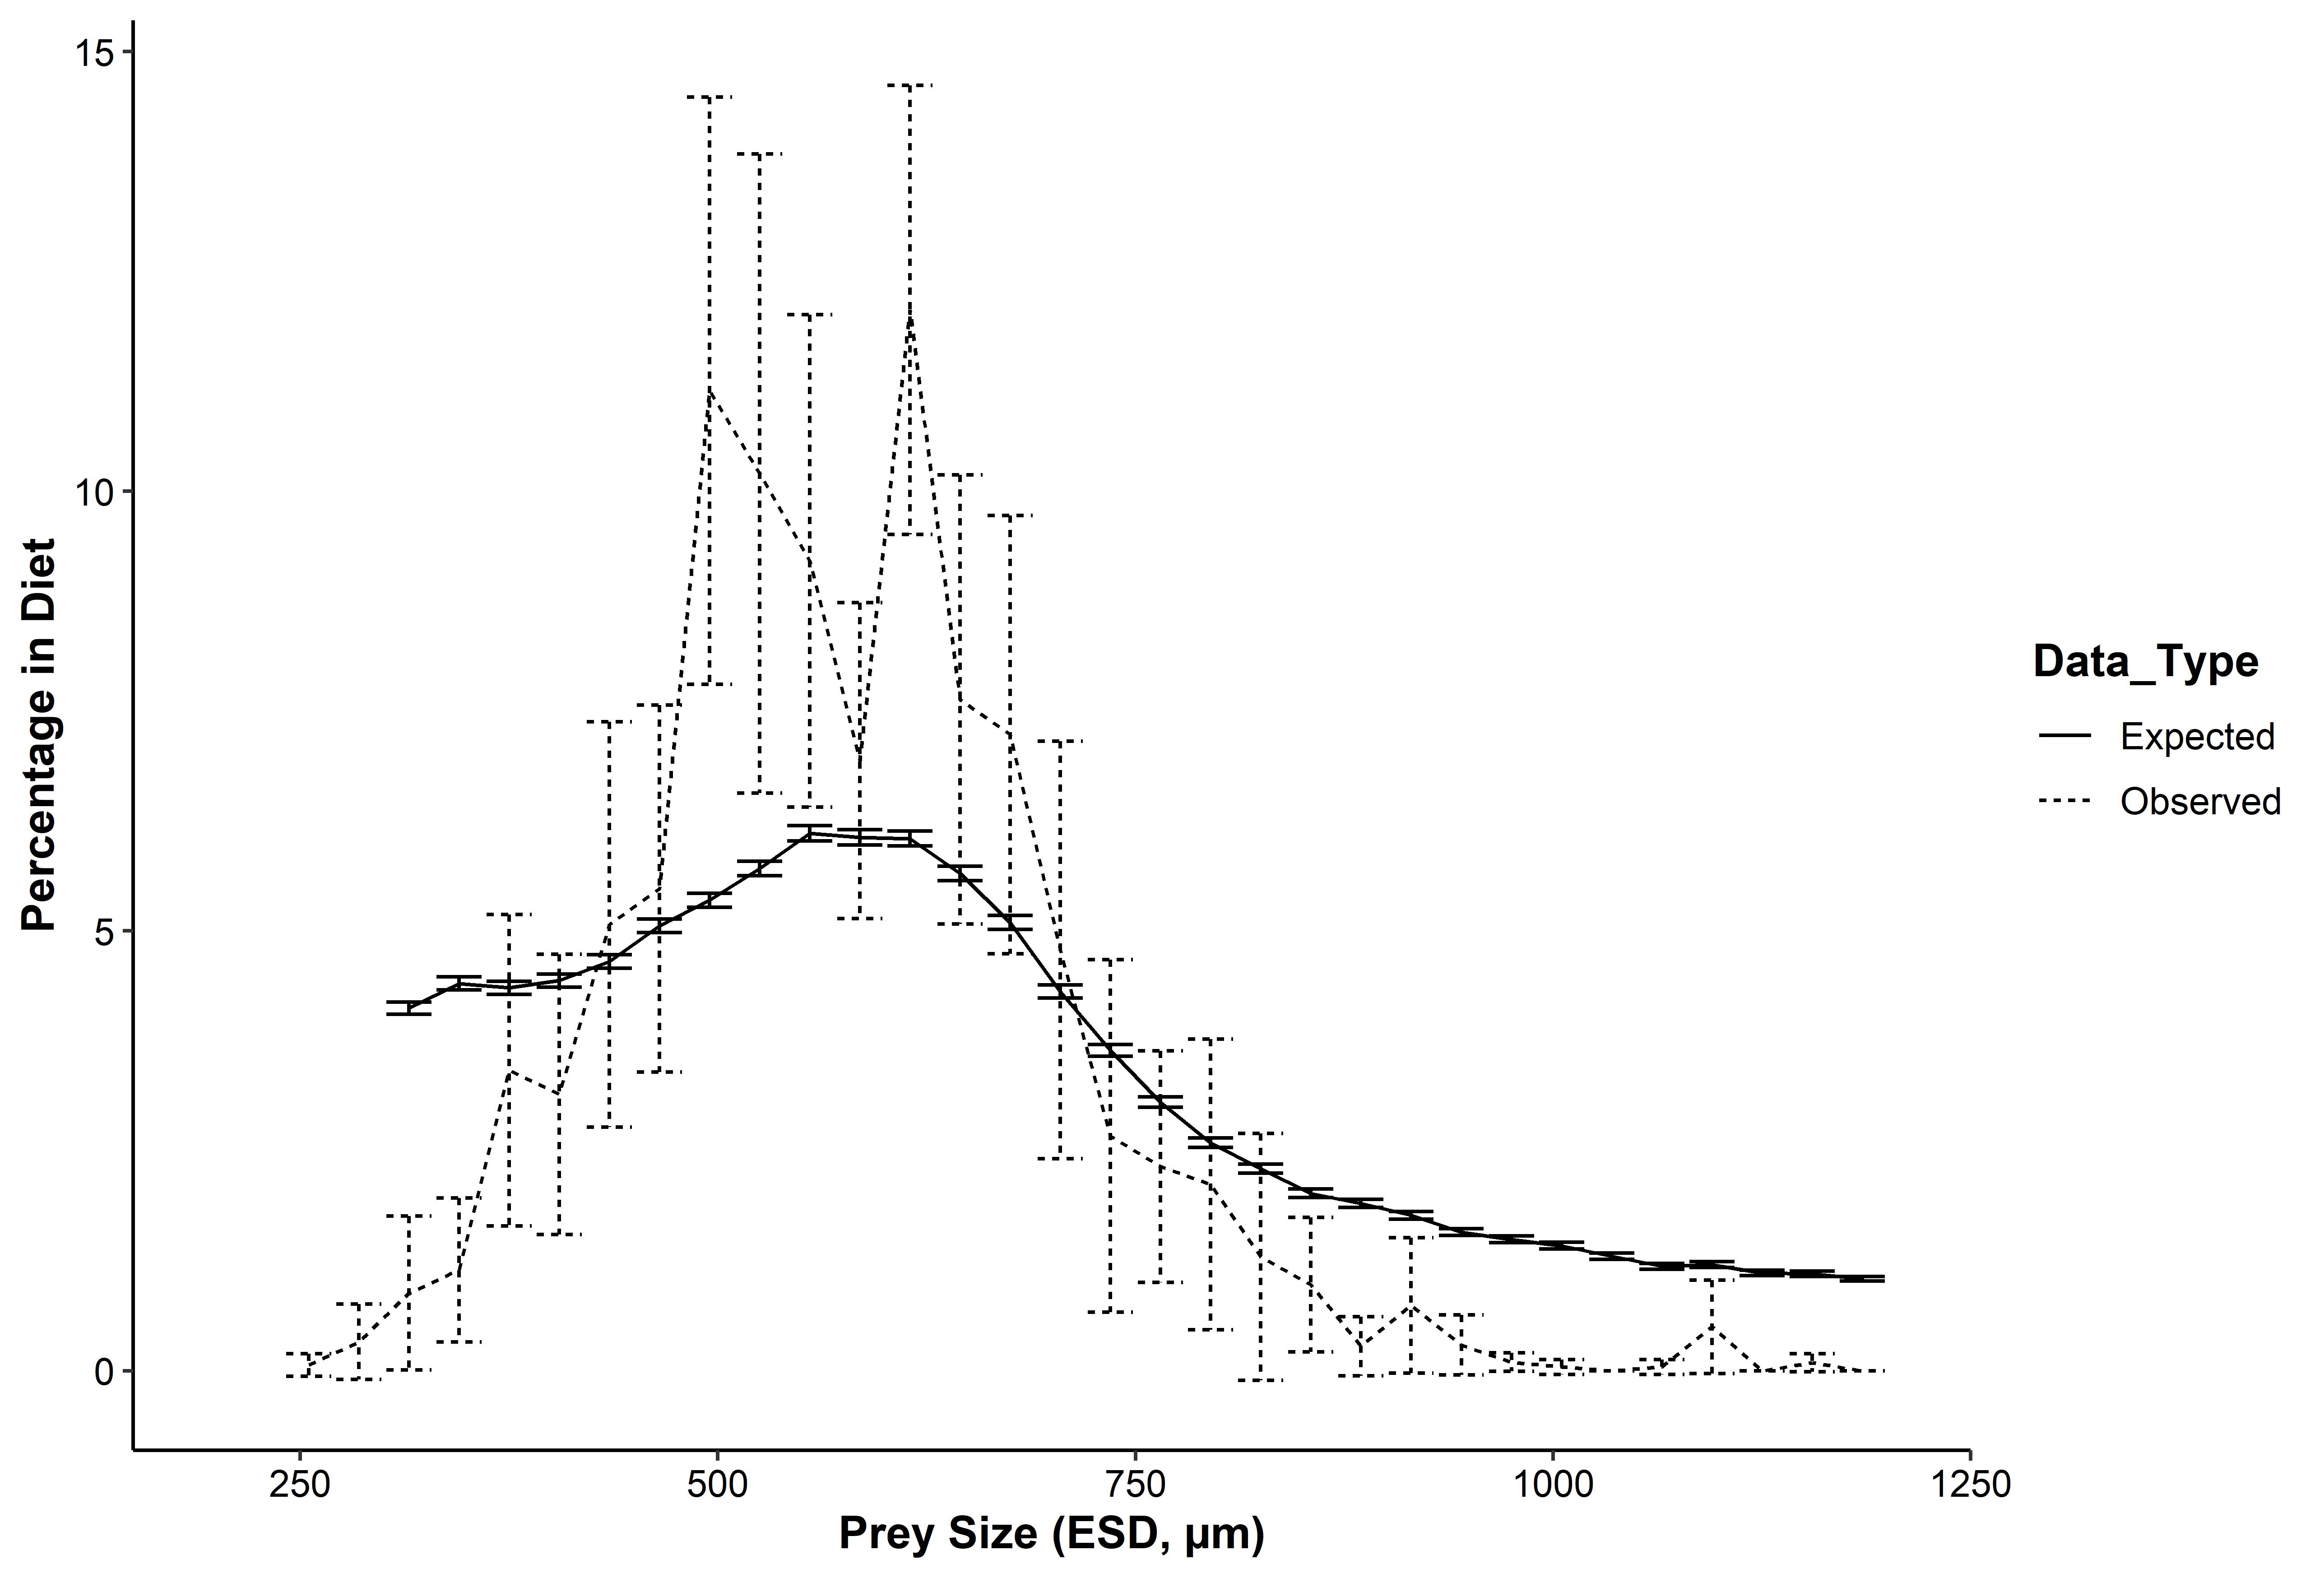 15
10
5
0
Percentage in Diet
250
500
750
1000
1250
Prey Size (ESD, µm)
Data_Type
Expected
Observed